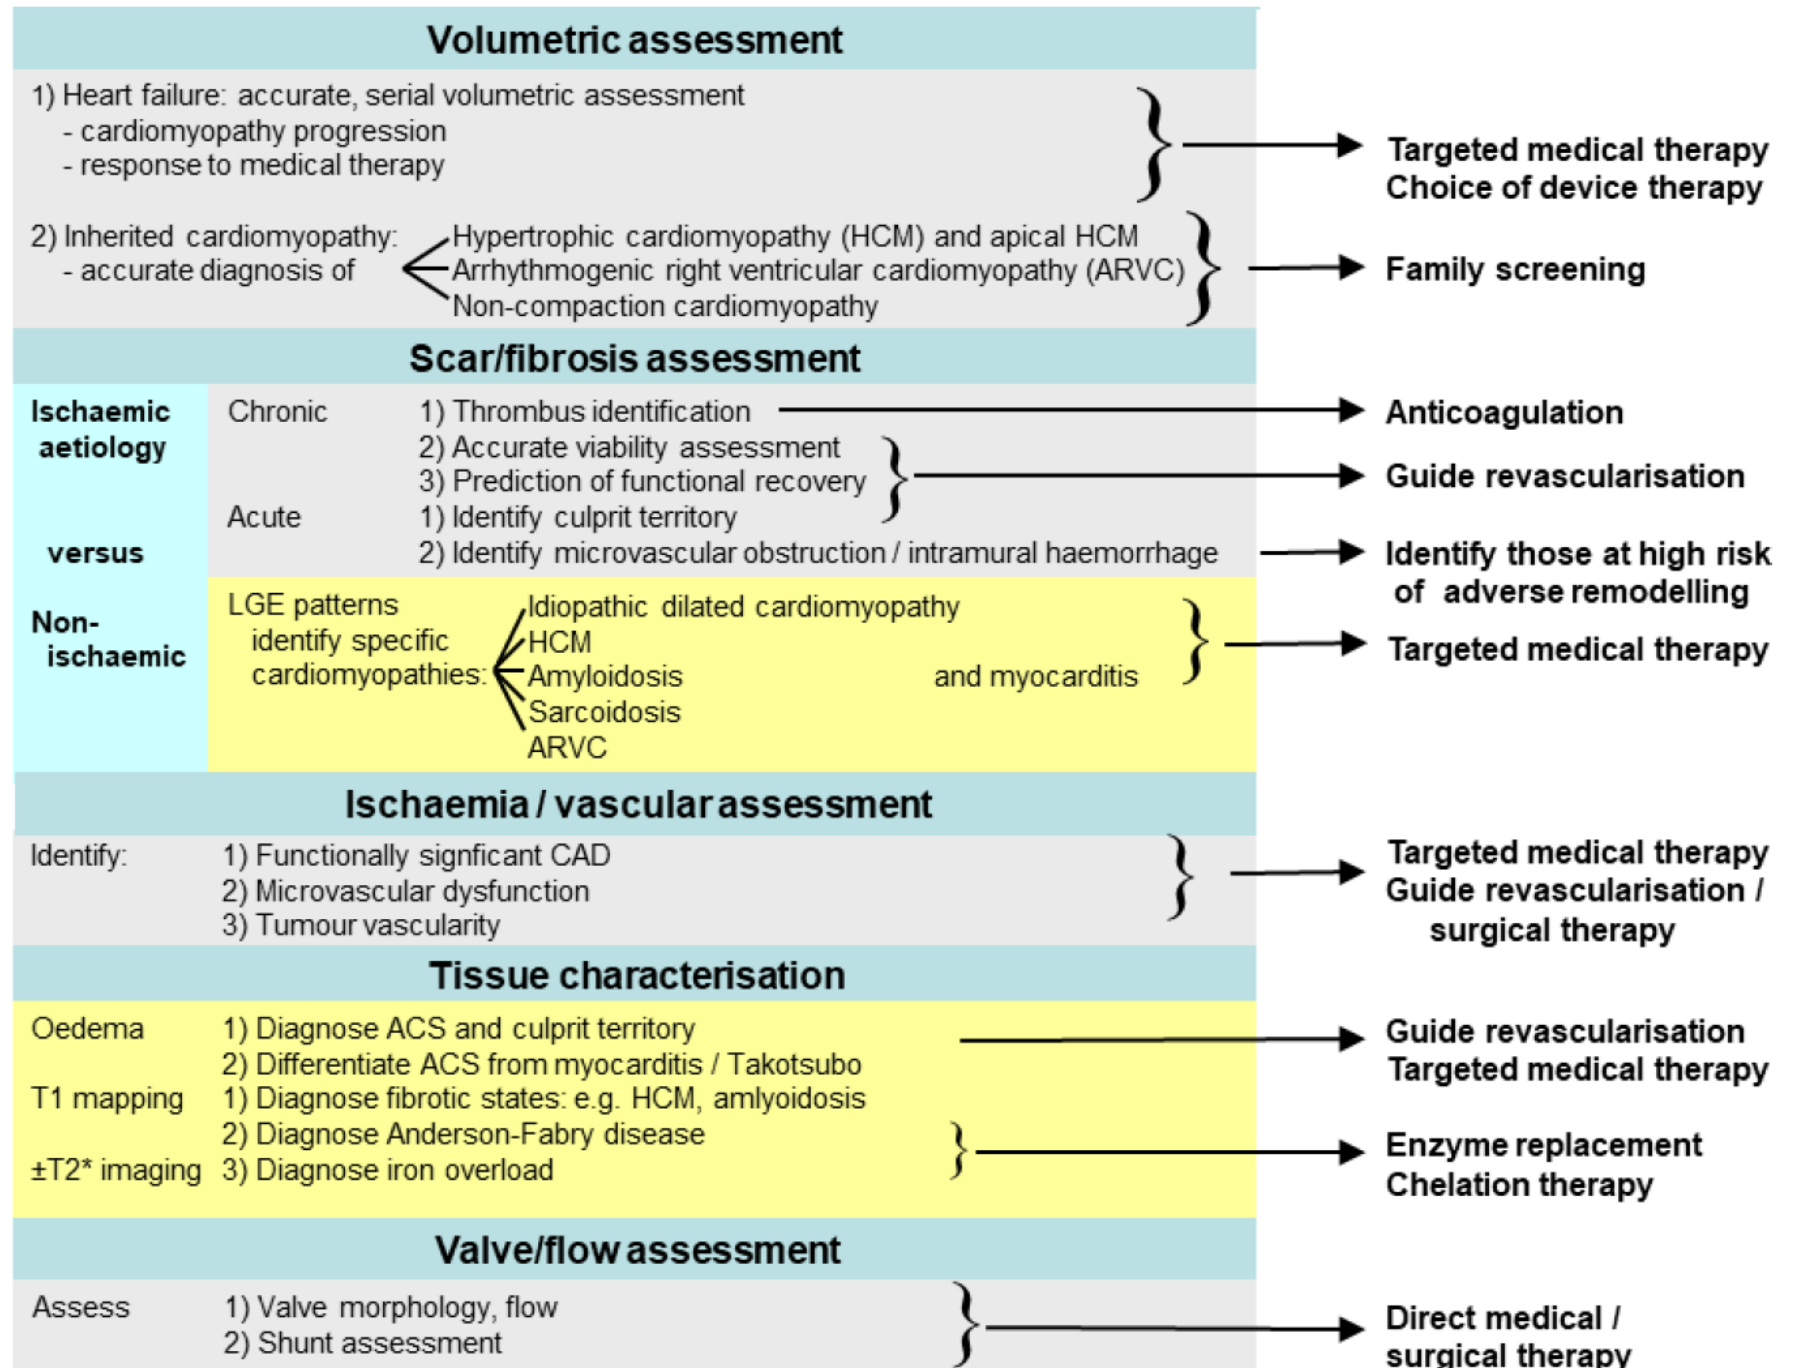 Volumetric assessment
1) Heart failure: accurate, serial volumetric assessment
- cardiomyopathy progression
- response to medical therapy
Targeted medical therapy
Choice of device therapy
2) Inherited cardiomyopathy:
- accurate diagnosis of
Hypertrophic cardiomyopathy (HCM) and apical HCM
Arrhythmogenic right ventricular cardiomyopathy (ARVC)
Non-compaction cardiomyopathy
Family screening
Scar/fibrosis assessment
Ischaemic
aetiology
versus
Non-
ischaemic
Chronic
1) Thrombus identification
Anticoagulation
2) Accurate viability assessment
3) Prediction of functional recovery
Guide revascularisation
Acute
1) Identify culprit territory
2) Identify microvascular obstruction / intramural haemorrhage
Identify those at high risk
of adverse remodelling
LGE patterns
identify specific
cardiomyopathies:
Idiopathic dilated cardiomyopathy
HCM
Amyloidosis
and myocarditis
Sarcoidosis
ARVC
Targeted medical therapy
Ischaemia / vascular assessment
Identify:
1) Functionally signficant CAD
2) Microvascular dysfunction
3) Tumour vascularity
Targeted medical therapy
Guide revascularisation /
surgical therapy
Tissue characterisation
Oedema
1) Diagnose ACS and culprit territory
2) Differentiate ACS from myocarditis / Takotsubo
Guide revascularisation
Targeted medical therapy
T1 mapping
1) Diagnose fibrotic states: e.g. HCM, amlyoidosis
2) Diagnose Anderson-Fabry disease
±T2* imaging
3) Diagnose iron overload
Enzyme replacement
Chelation therapy
Valve/flow assessment
Assess
1) Valve morphology, flow
2) Shunt assessment
Direct medical /
surgical therapy